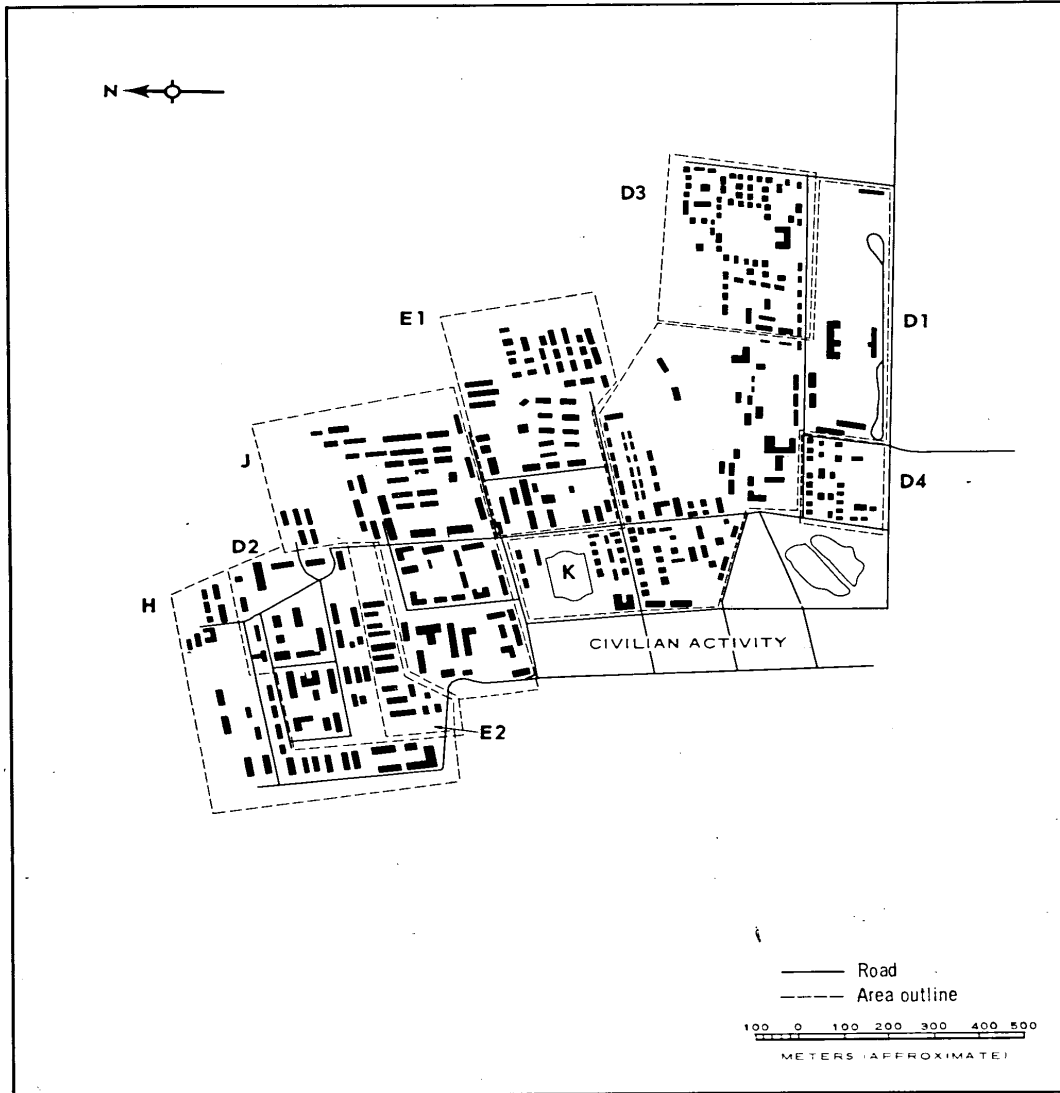 N
D3
E1
D1
J
D4
D2
K
H
CIVILIAN ACTIVITY
E2
Road
Area outline
100 0 100 200 300 400 500
METERS (APPROXIMATE)